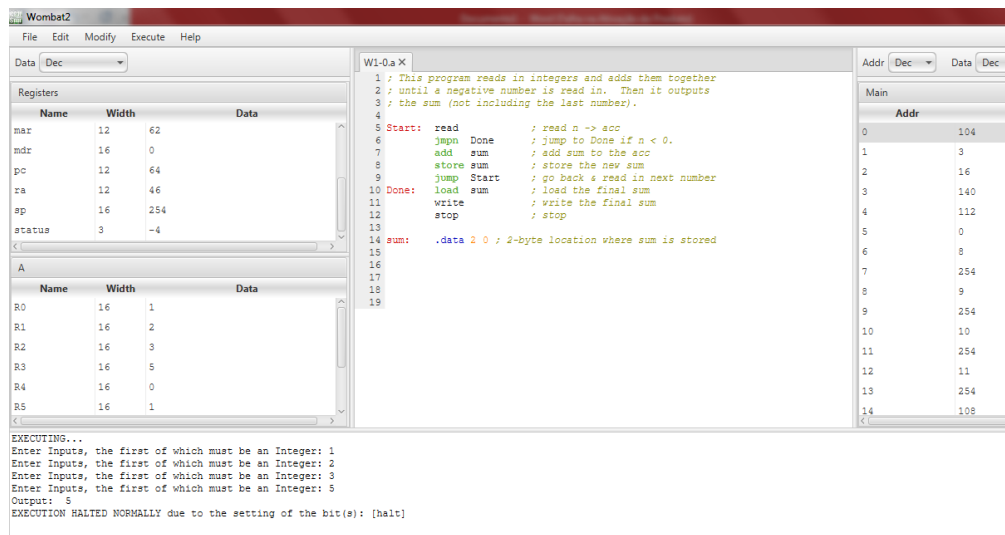 Wombat2
File Edit Modify Execute Help
Data Dec
Registers
Name Width Data
mar 12 62
mdr 16 0
pc 12 64
ra 12 46
sp 16 254
status 3 -4
A
Name Width Data
R0 16 1
R1 16 2
R2 16 3
R3 16 5
R4 16 0
R5 16 1
W1-0.a
1 ; This program reads in integers and adds them together
2 ; until a negative number is read in. Then it outputs
3 ; the sum (not including the last number).
4
5 Start: read ; read n -> acc
6 jmpn Done ; jump to Done if n < 0.
7 add sum ; add sum to the acc
8 store sum ; store the new sum
9 jump Start ; go back & read in next number
10 Done: load sum ; load the final sum
11 write ; write the final sum
12 stop ; stop
13
14 sum: .data 2 0 ; 2-byte location where sum is stored
15
16
17
18
19
Addr Dec Data Dec
Main
Addr
0 104
1 3
2 16
3 140
4 112
5 0
6 8
7 254
8 9
9 254
10 10
11 254
12 11
13 254
14 108
EXECUTING...
Enter Inputs, the first of which must be an Integer: 1
Enter Inputs, the first of which must be an Integer: 2
Enter Inputs, the first of which must be an Integer: 3
Enter Inputs, the first of which must be an Integer: 5
Output: 5
EXECUTION HALTED NORMALLY due to the setting of the bit(s): [halt]